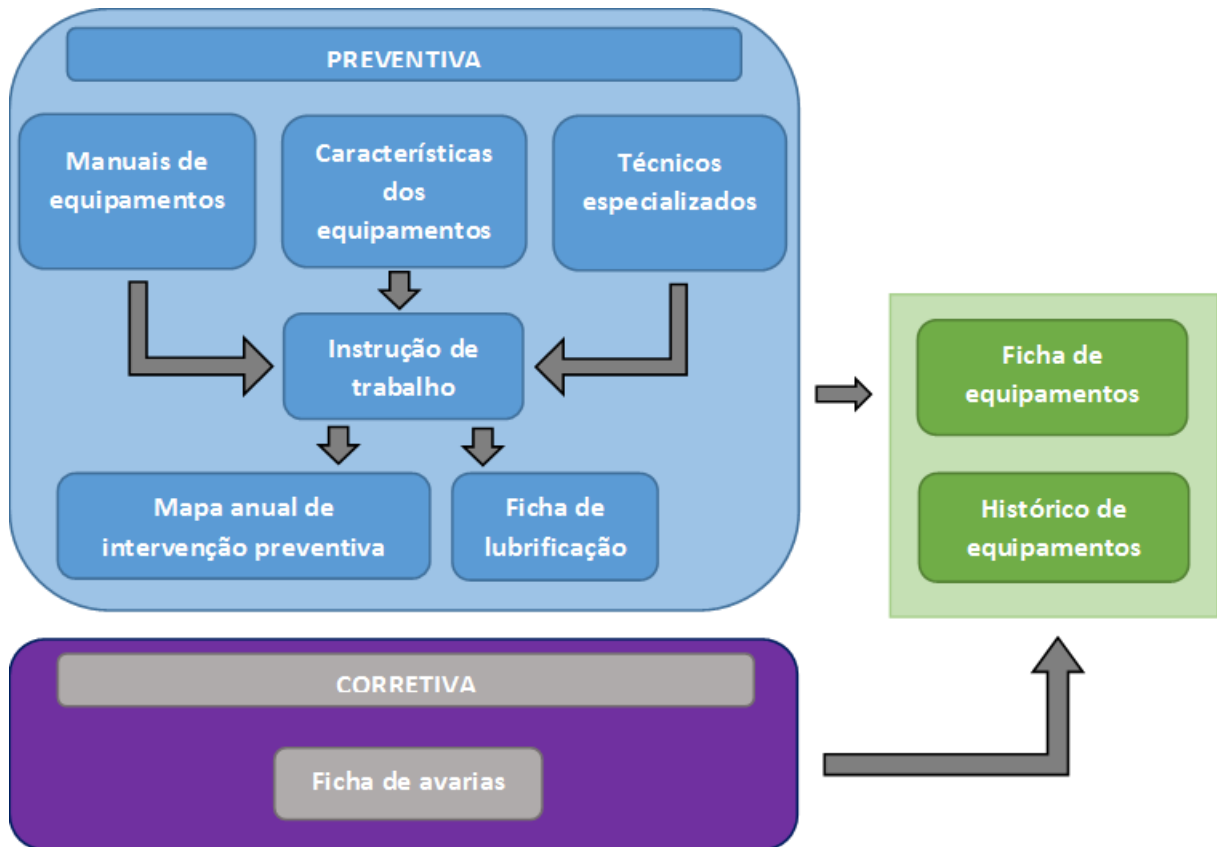 PREVENTIVA
Manuais de
equipamentos
Características
dos
equipamentos
Técnicos
especializados
Instrução de
trabalho
Mapa anual de
intervenção preventiva
Ficha de
lubrificação
Ficha de
equipamentos
Histórico de
equipamentos
CORRETIVA
Ficha de avarias